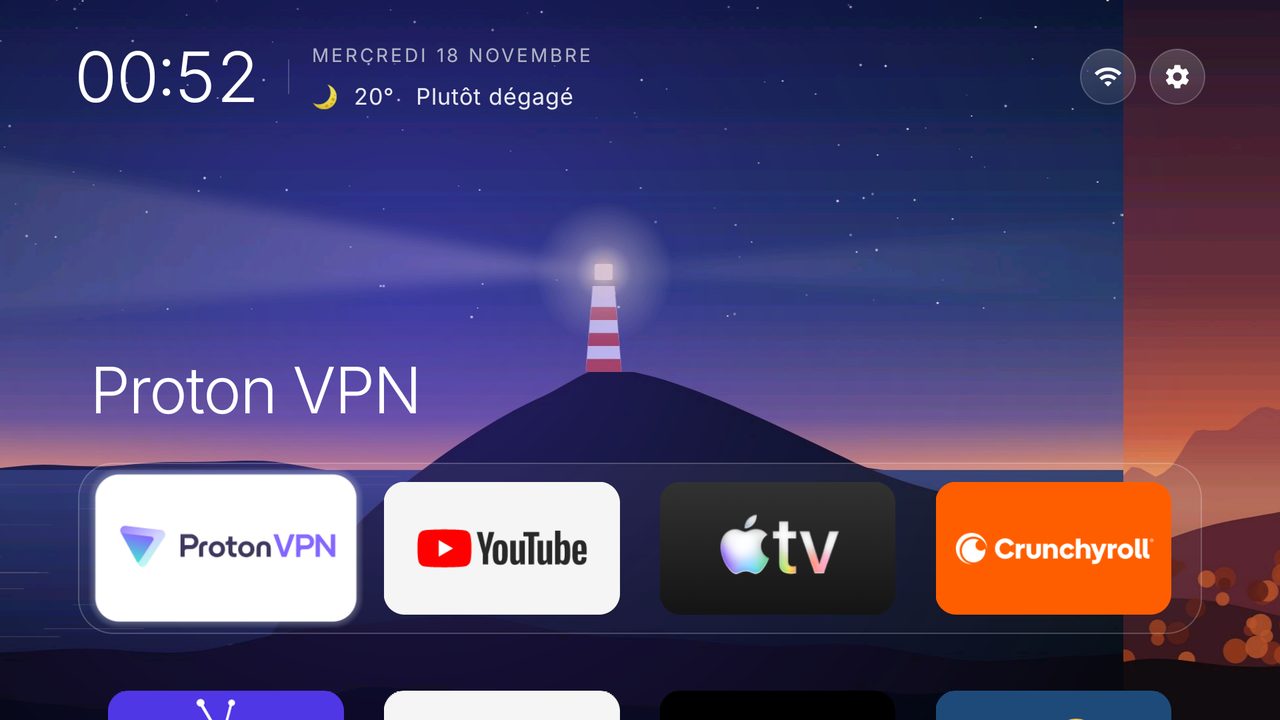 00:52
MERCREDI 18 NOVEMBRE
20° · Plutôt dégagé
Proton VPN
ProtonVPN
YouTube
tv
Crunchyroll